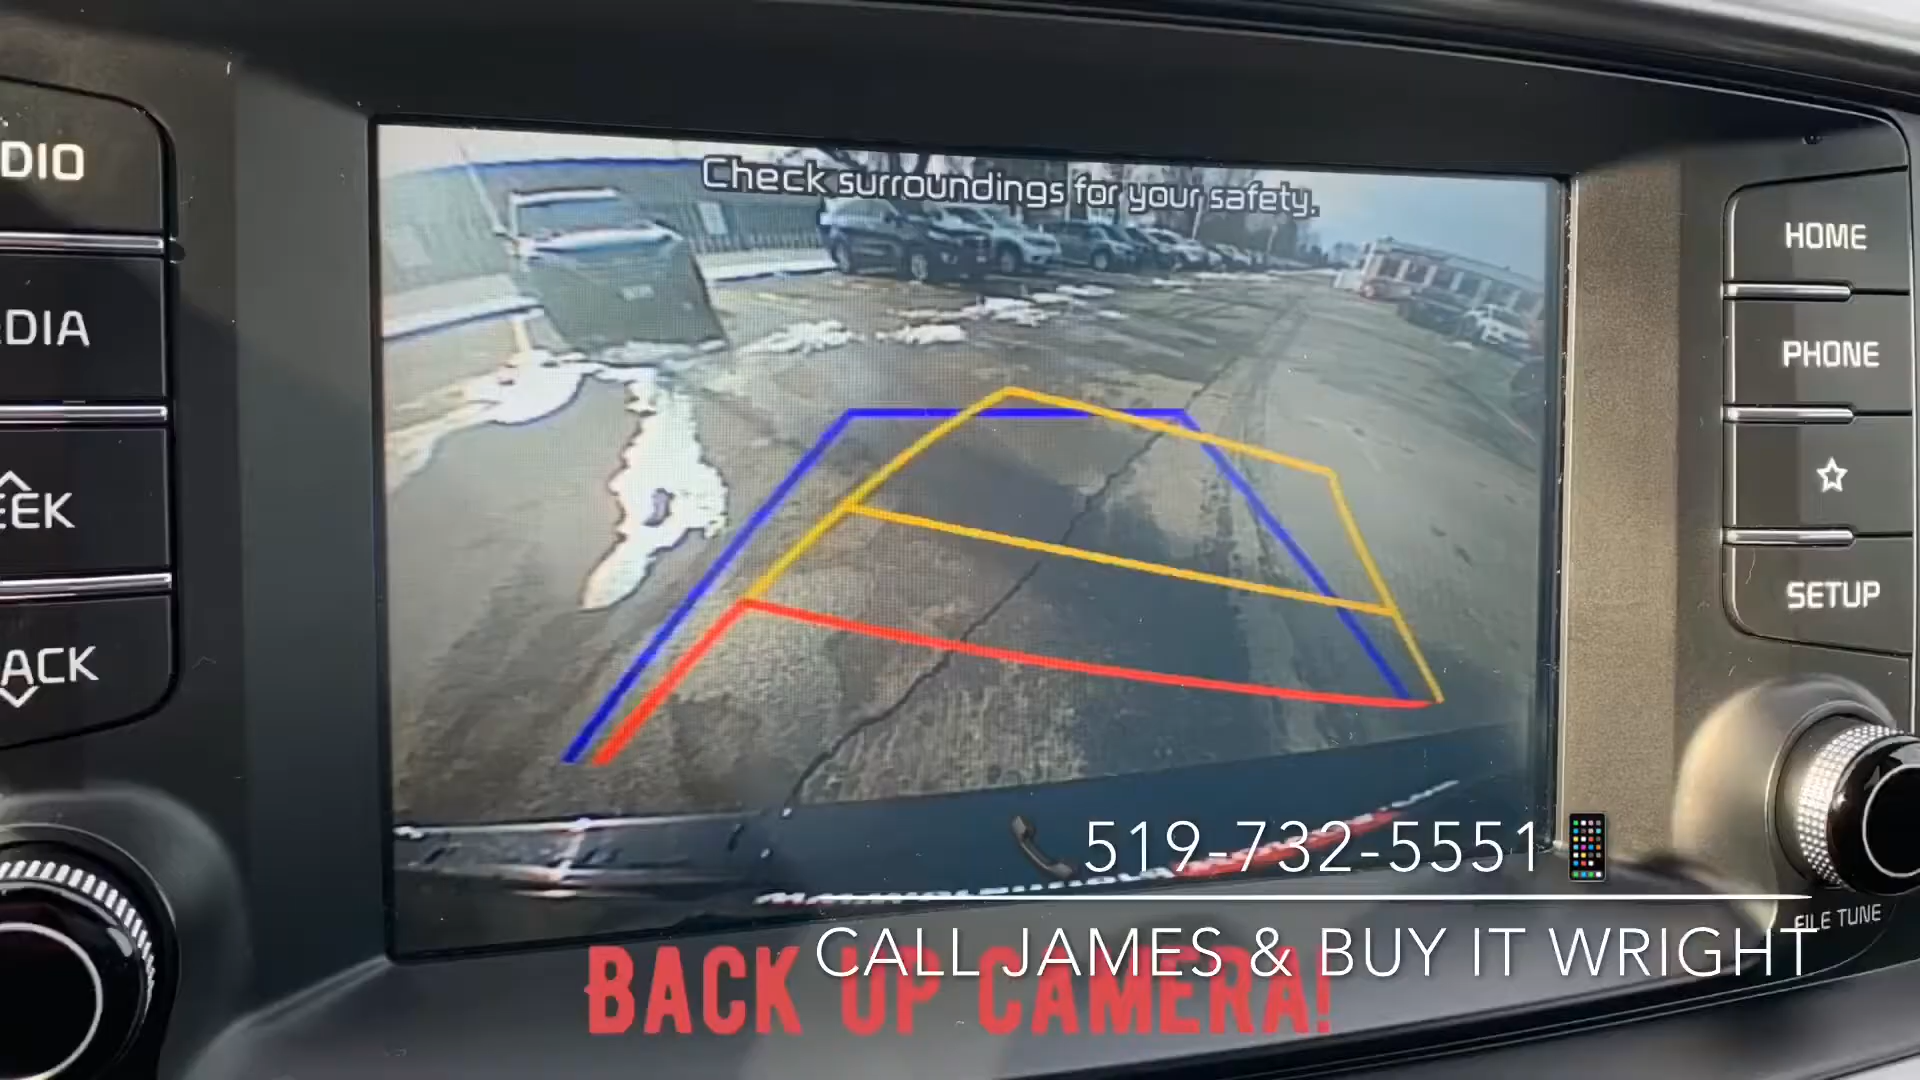 Check surroundings for your safety.
DIO
EDIA
EEK
ACK
HOME
PHONE
☆
SETUP
FILE TUNE
519-732-5551
CALL JAMES & BUY IT WRIGHT
BACK UP CAMERA!